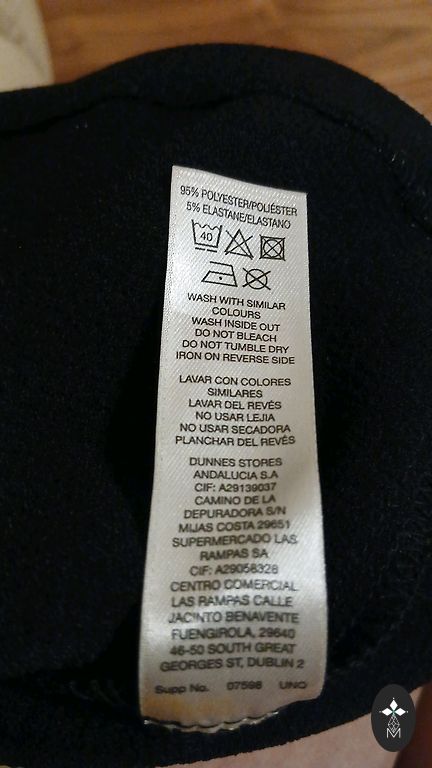 95% POLYESTER/POLIÉSTER
5% ELASTANE/ELASTANO
40
WASH WITH SIMILAR
COLOURS
WASH INSIDE OUT
DO NOT BLEACH
DO NOT TUMBLE DRY
IRON ON REVERSE SIDE
LAVAR CON COLORES
SIMILARES
LAVAR DEL REVÉS
NO USAR LEJIA
NO USAR SECADORA
PLANCHAR DEL REVÉS
DUNNES STORES
ANDALUCIA S.A
CIF: A29139037
CAMINO DE LA
DEPURADORA S/N
MIJAS COSTA 29651
SUPERMERCADO LAS
RAMPAS SA
CIF: A29058328
CENTRO COMERCIAL
LAS RAMPAS CALLE
JACINTO BENAVENTE
FUENGIROLA, 29640
46-50 SOUTH GREAT
GEORGES ST, DUBLIN 2
Supp No. 07598 UNO